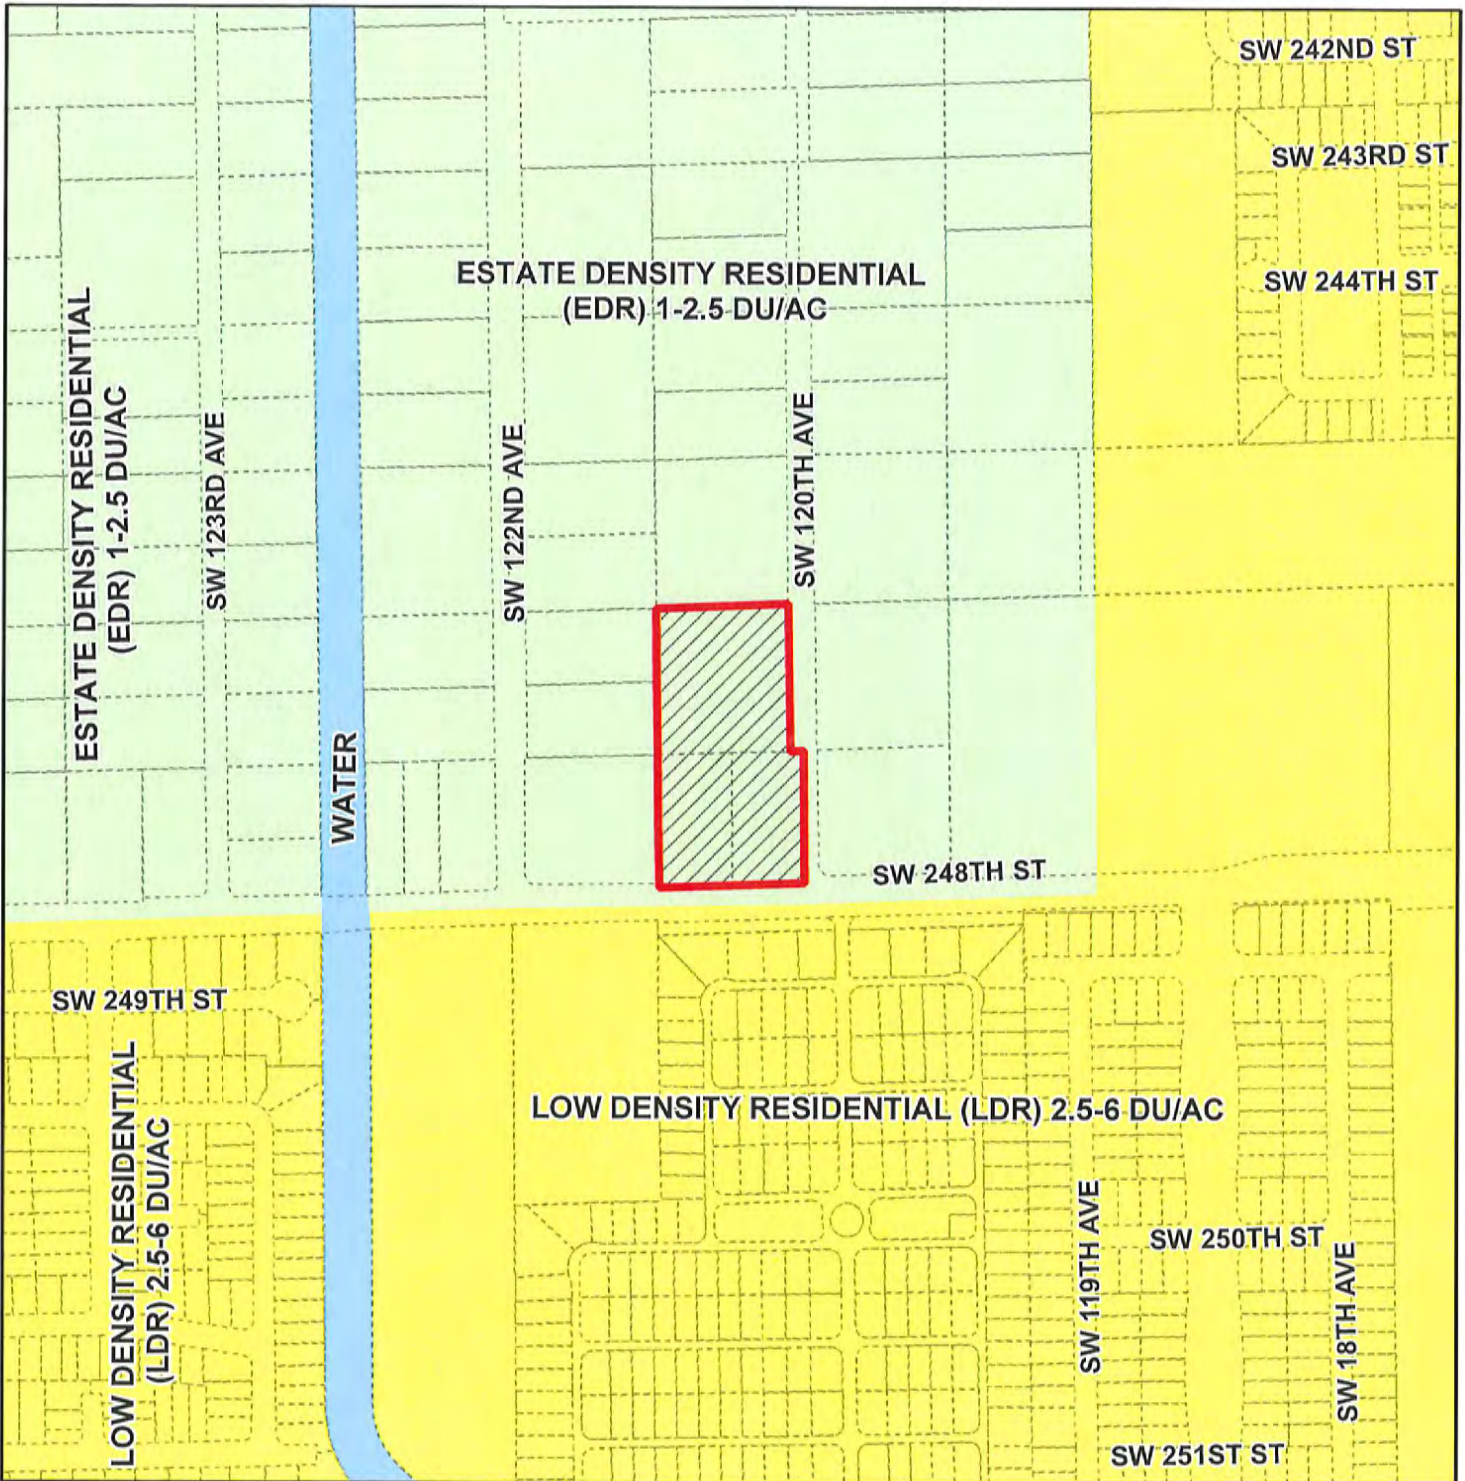 SW 242ND ST
SW 243RD ST
ESTATE DENSITY RESIDENTIAL
(EDR) 1-2.5 DU/AC
SW 244TH ST
ESTATE DENSITY RESIDENTIAL
(EDR) 1-2.5 DU/AC
SW 123RD AVE
SW 122ND AVE
SW 120TH AVE
WATER
SW 248TH ST
SW 249TH ST
LOW DENSITY RESIDENTIAL
(LDR) 2.5-6 DU/AC
LOW DENSITY RESIDENTIAL (LDR) 2.5-6 DU/AC
SW 119TH AVE
SW 250TH ST
SW 18TH AVE
SW 251ST ST